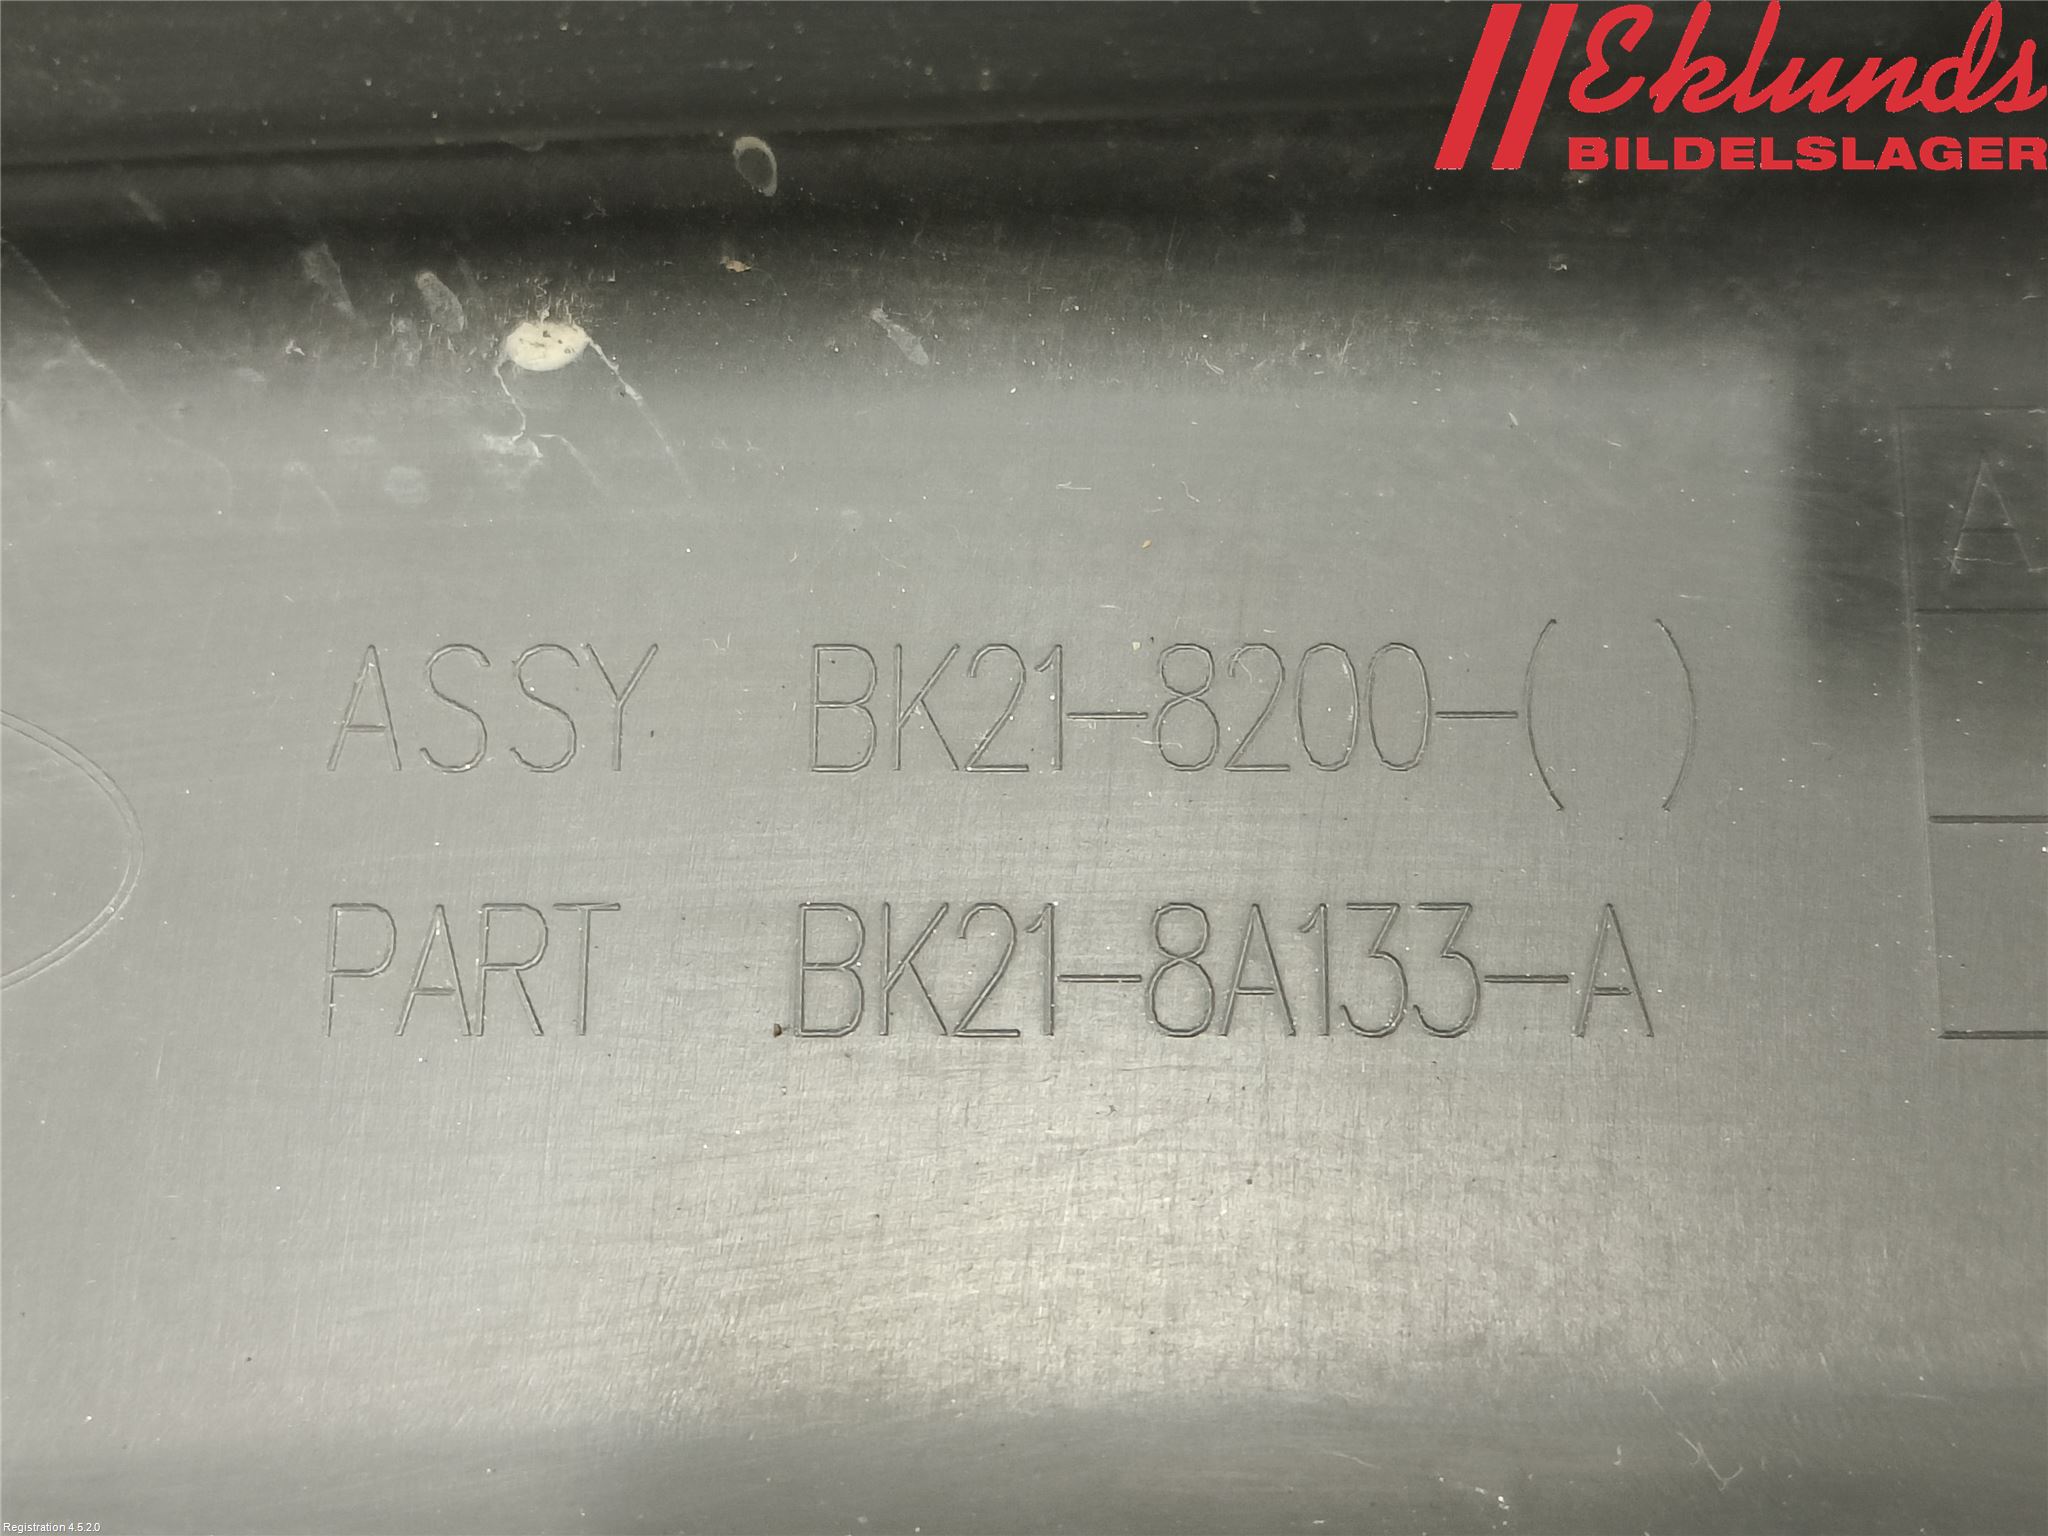 Eklunds
BILDELSLAGER
A
ASSY BK21-8200-( )
PART BK21-8A133-A
Registration 4.5.2.0